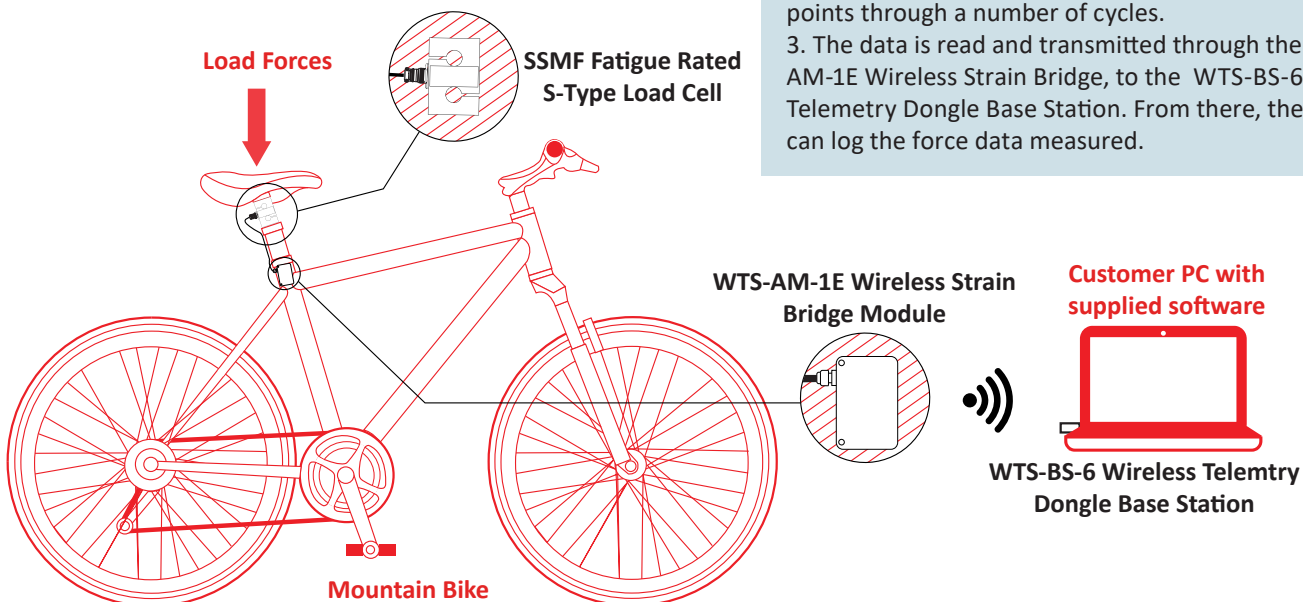 points through a number of cycles.
3. The data is read and transmitted through the
AM-1E Wireless Strain Bridge, to the WTS-BS-6
Telemetry Dongle Base Station. From there, the
can log the force data measured.
Load Forces
SSMF Fatigue Rated
S-Type Load Cell
WTS-AM-1E Wireless Strain
Bridge Module
Customer PC with
supplied software
WTS-BS-6 Wireless Telemtry
Dongle Base Station
Mountain Bike